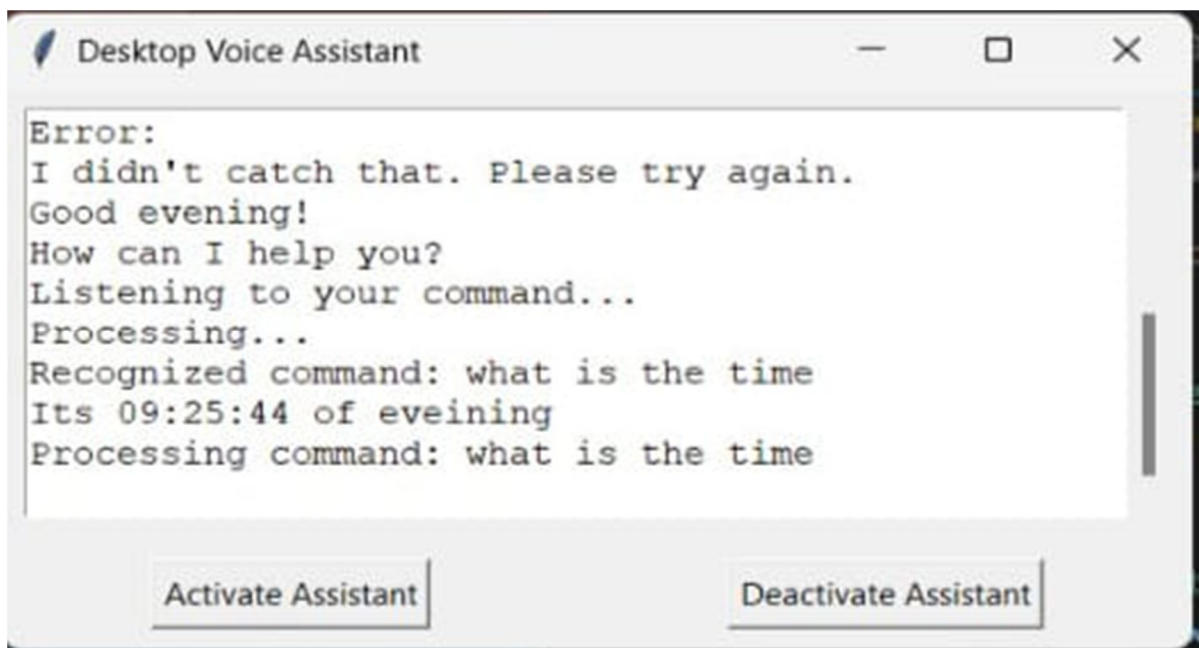 Desktop Voice Assistant
Error:
I didn't catch that. Please try again.
Good evening!
How can I help you?
Listening to your command...
Processing...
Recognized command: what is the time
Its 09:25:44 of eveining
Processing command: what is the time
Activate Assistant
Deactivate Assistant